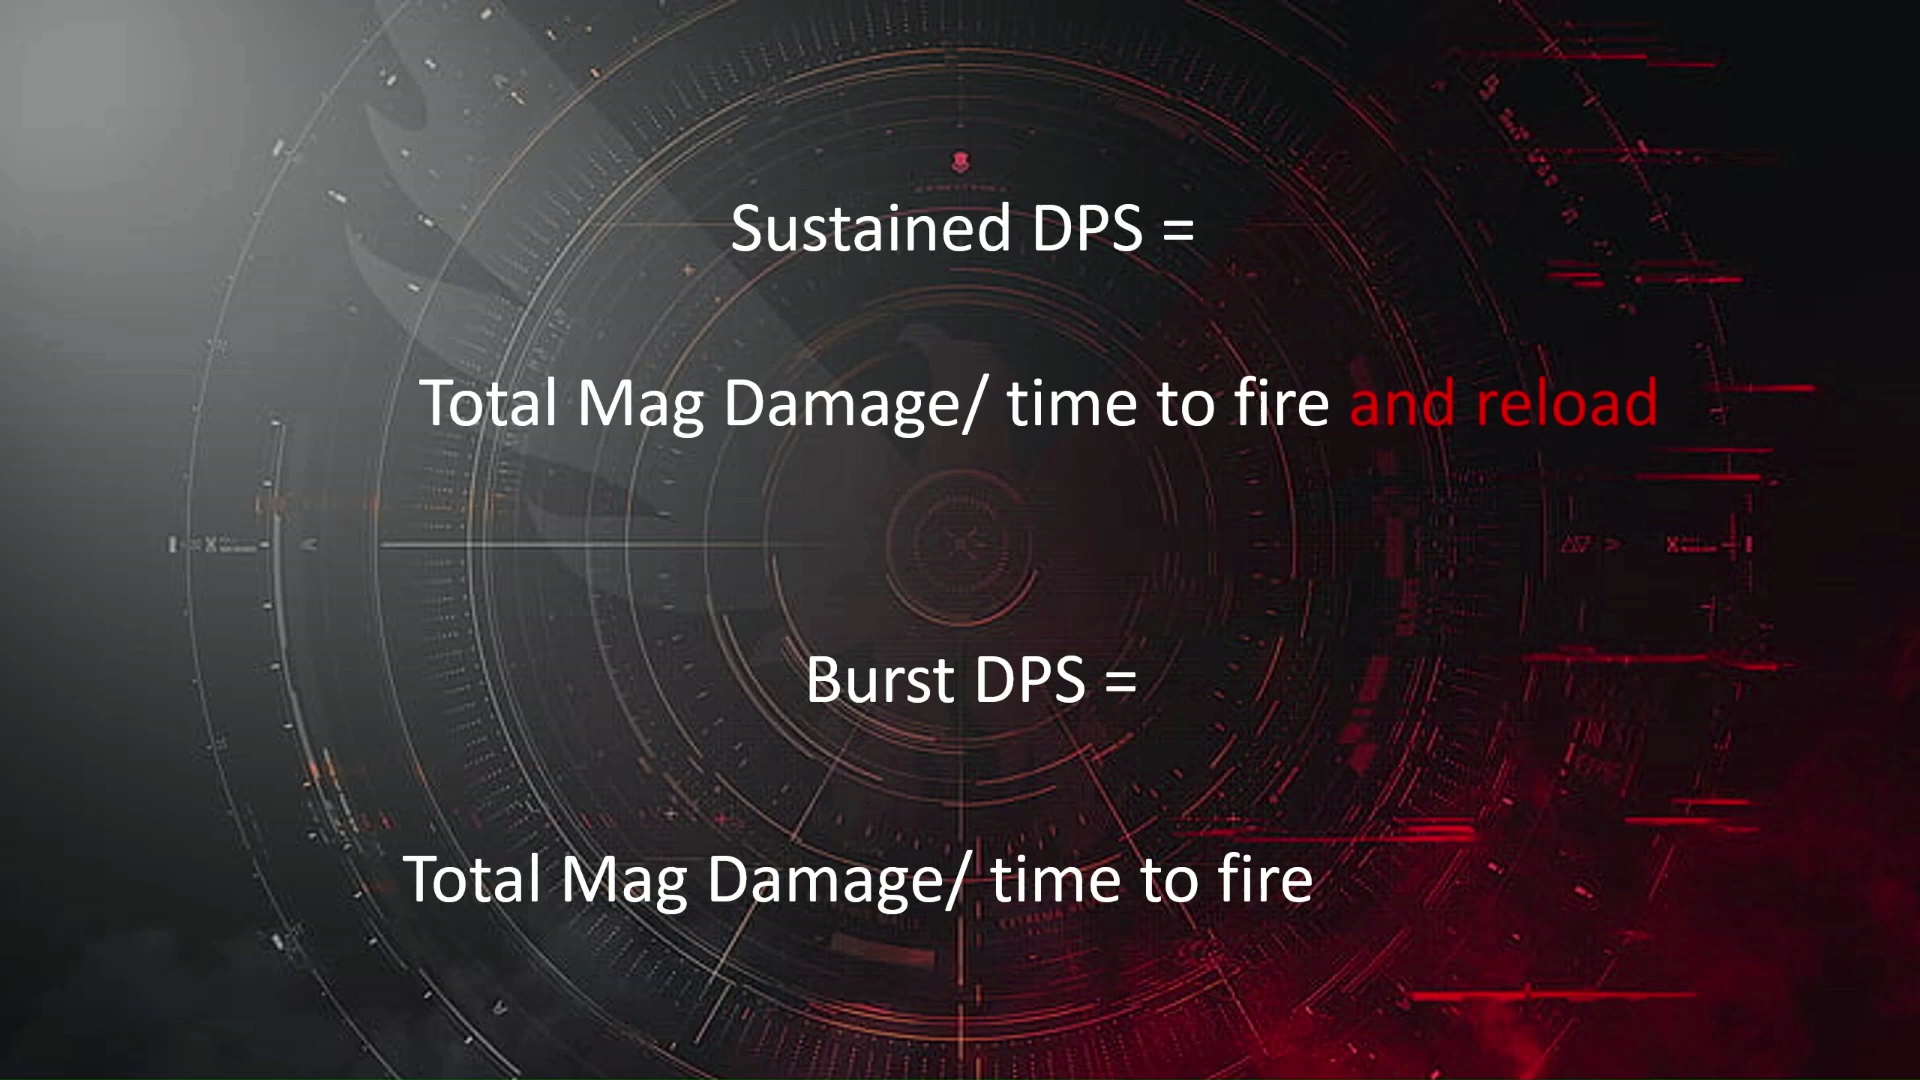 Sustained DPS =
Total Mag Damage/ time to fire and reload
Burst DPS =
Total Mag Damage/ time to fire